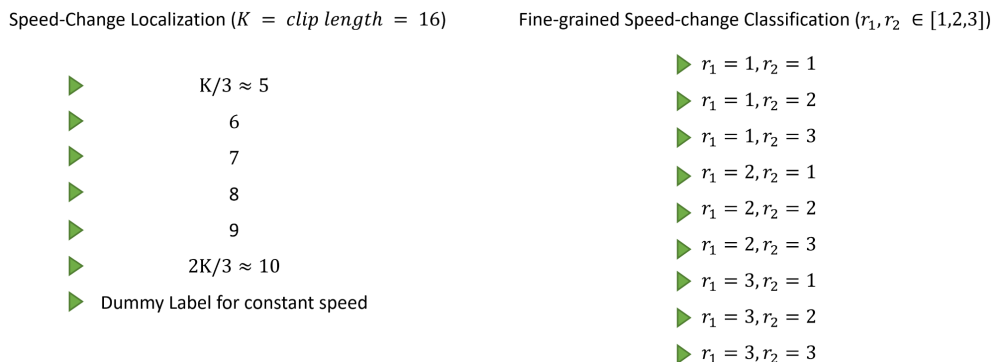 Speed-Change Localization (K = clip length = 16)
K/3 ≈ 5
6
7
8
9
2K/3 ≈ 10
Dummy Label for constant speed
Fine-grained Speed-change Classification (r₁, r₂ ∈ [1,2,3])
r₁ = 1, r₂ = 1
r₁ = 1, r₂ = 2
r₁ = 1, r₂ = 3
r₁ = 2, r₂ = 1
r₁ = 2, r₂ = 2
r₁ = 2, r₂ = 3
r₁ = 3, r₂ = 1
r₁ = 3, r₂ = 2
r₁ = 3, r₂ = 3